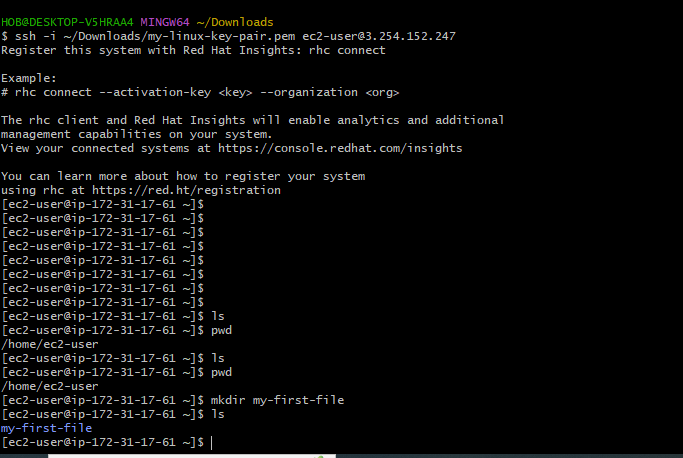 HOB@DESKTOP-V5HRAA4 MINGW64 ~/Downloads
$ ssh -i ~/Downloads/my-linux-key-pair.pem ec2-user@3.254.152.247
Register this system with Red Hat Insights: rhc connect

Example:
# rhc connect --activation-key <key> --organization <org>

The rhc client and Red Hat Insights will enable analytics and additional
management capabilities on your system.
View your connected systems at https://console.redhat.com/insights

You can learn more about how to register your system
using rhc at https://red.ht/registration
[ec2-user@ip-172-31-17-61 ~]$
[ec2-user@ip-172-31-17-61 ~]$
[ec2-user@ip-172-31-17-61 ~]$
[ec2-user@ip-172-31-17-61 ~]$
[ec2-user@ip-172-31-17-61 ~]$
[ec2-user@ip-172-31-17-61 ~]$
[ec2-user@ip-172-31-17-61 ~]$
[ec2-user@ip-172-31-17-61 ~]$
[ec2-user@ip-172-31-17-61 ~]$ ls
[ec2-user@ip-172-31-17-61 ~]$ pwd
/home/ec2-user
[ec2-user@ip-172-31-17-61 ~]$ ls
[ec2-user@ip-172-31-17-61 ~]$ pwd
/home/ec2-user
[ec2-user@ip-172-31-17-61 ~]$ mkdir my-first-file
[ec2-user@ip-172-31-17-61 ~]$ ls
my-first-file
[ec2-user@ip-172-31-17-61 ~]$